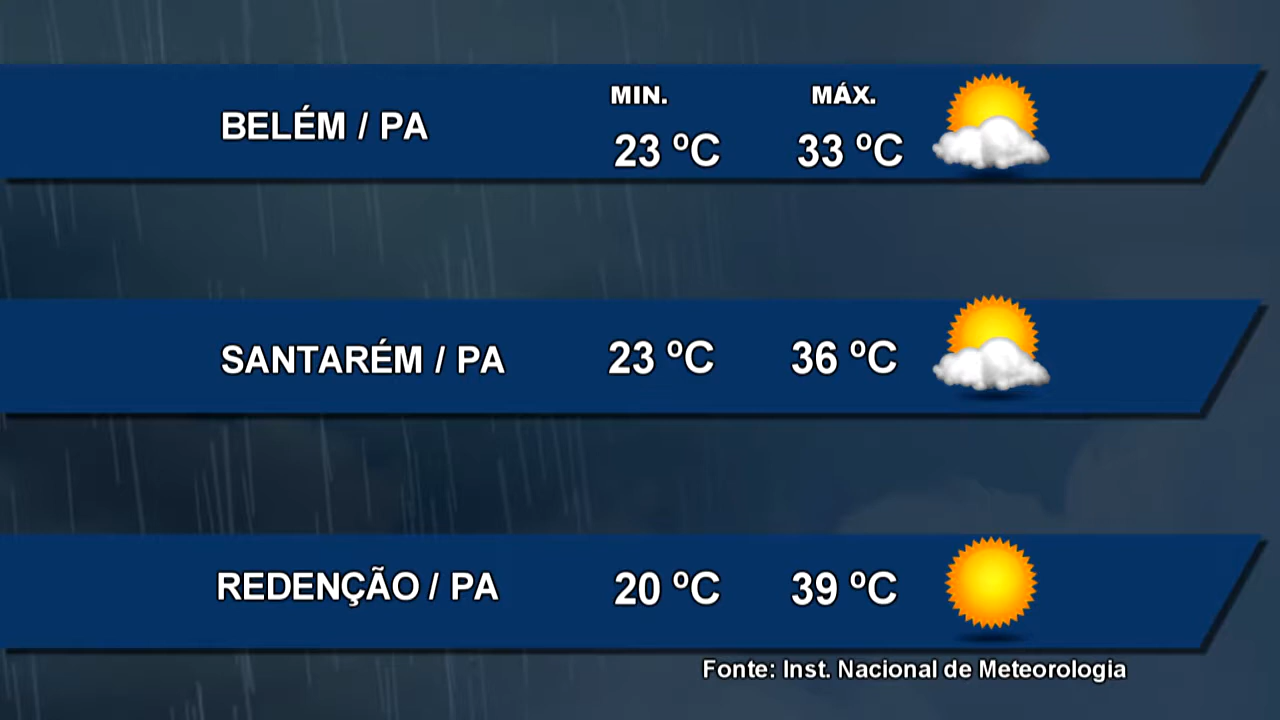 MIN. MÁX.
BELÉM / PA 23 ºC 33 ºC
SANTARÉM / PA 23 ºC 36 ºC
REDENÇÃO / PA 20 ºC 39 ºC
Fonte: Inst. Nacional de Meteorologia